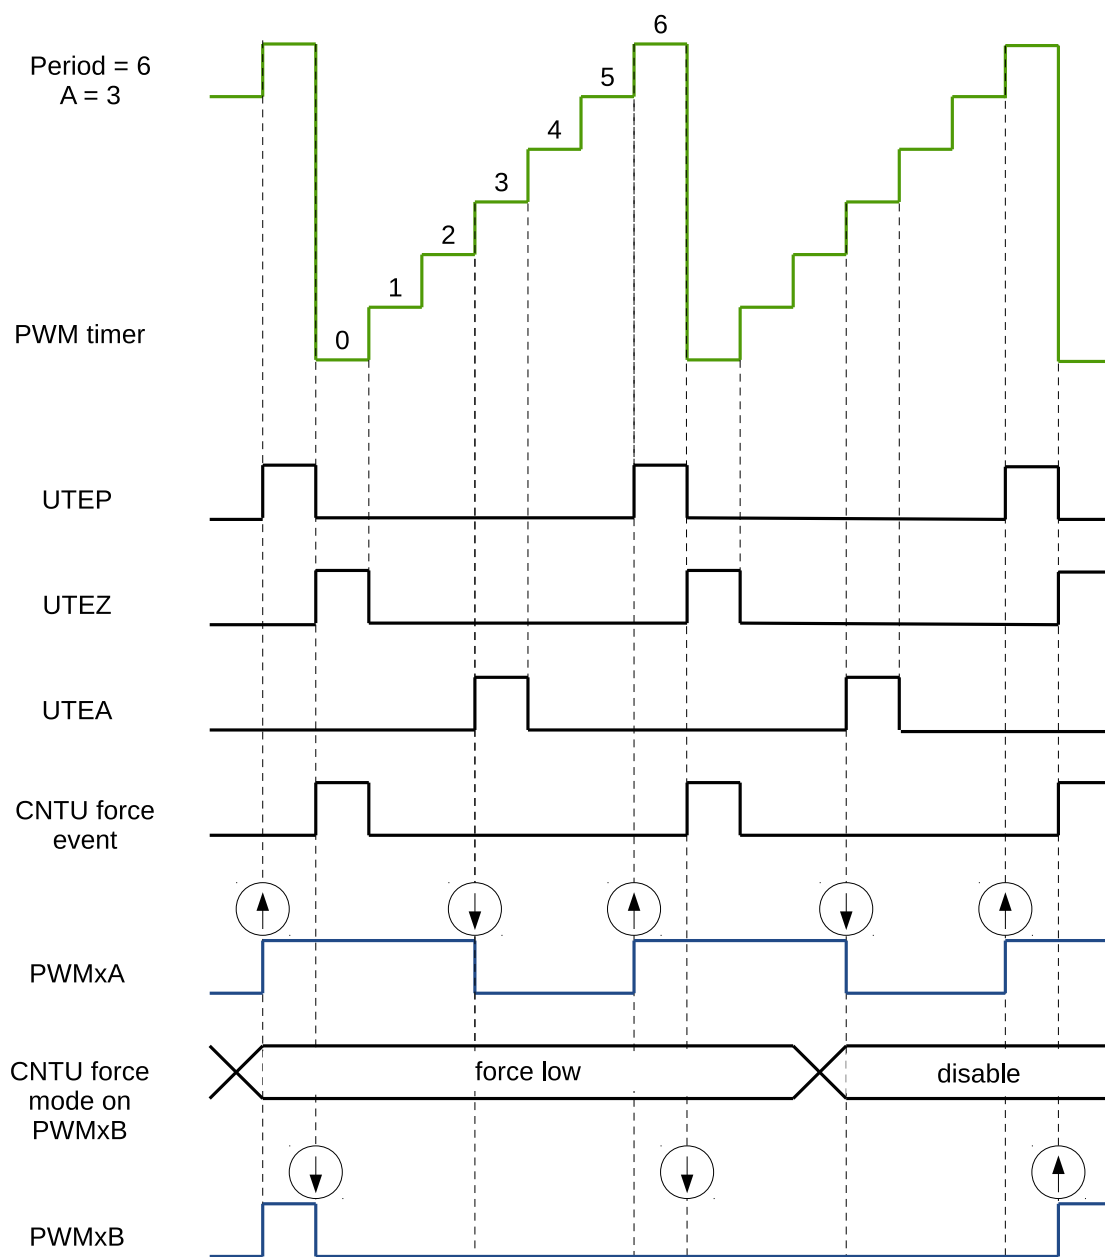 6
Period = 6
A = 3
5
4
3
2
1
0
PWM timer
UTEP
UTEZ
UTEA
CNTU force
event
PWMxA
CNTU force
mode on
PWMxB
force low
disable
PWMxB